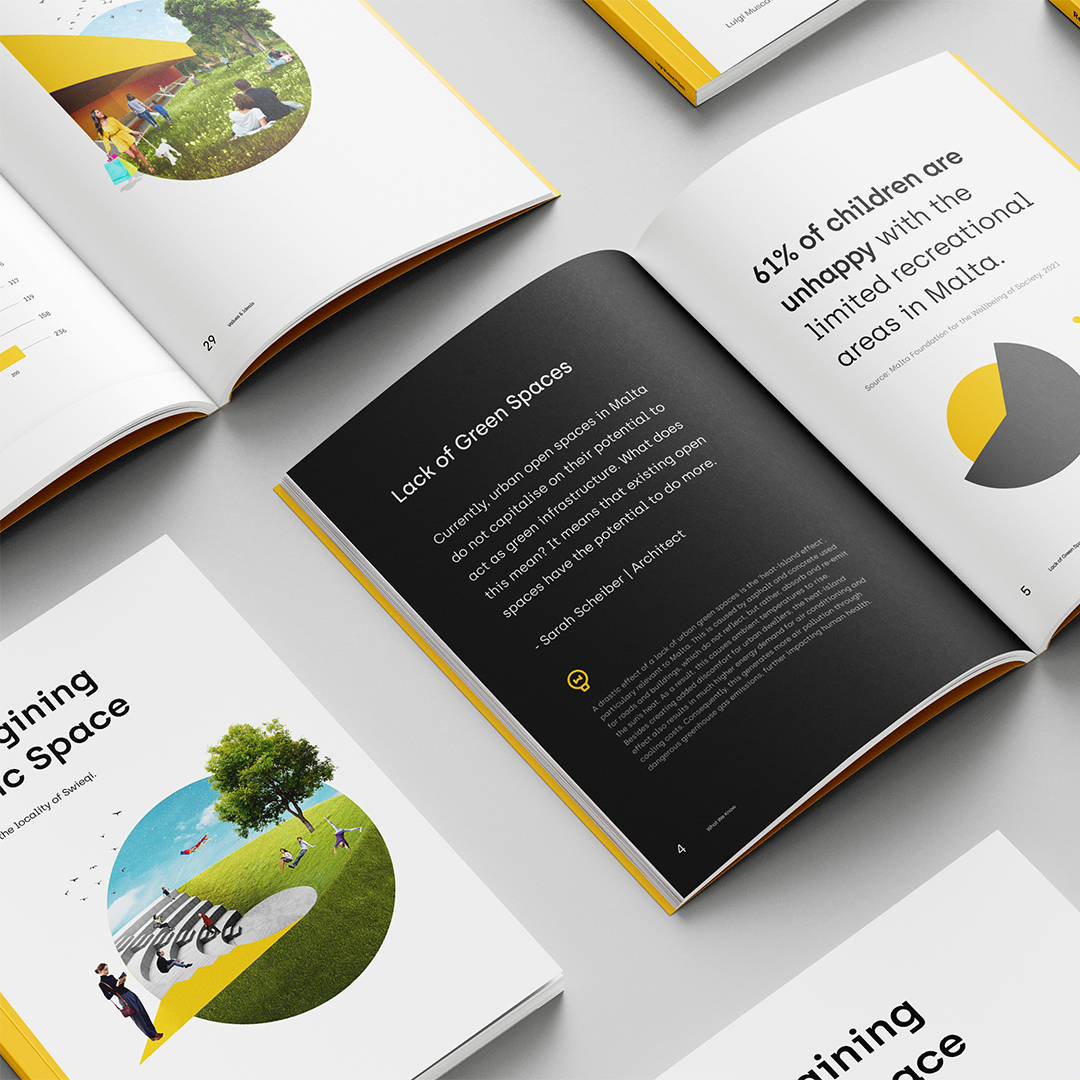 Luigi Musca
117
119
158
236
200
29
Values & Ideals
61% of children are
unhappy with the
limited recreational
areas in Malta.
Source: Malta Foundation for the Wellbeing of Society, 2021
5
Lack of Green Spa
Lack of Green Spaces
Currently, urban open spaces in Malta
do not capitalise on their potential to
act as green infrastructure. What does
this mean? It means that existing open
spaces have the potential to do more.
- Sarah Scheiber | Architect
A drastic effect of a lack of urban green spaces is the 'heat-island effect',
particulary relevant to Malta. This is caused by asphalt and concrete used
for roads and buildings, which do not reflect, but rather, absorb and re-emit
the sun's heat. As a result, this causes ambient temperatures to rise.
Besides creating added discomfort for urban dwellers, the heat-island
effect also results in much higher energy demand for air conditioning and
cooling costs. Consequently, this generates more air pollution through
dangerous greenhouse gas emissions, further impacting human health.
4
What We Know
gining
ic Space
the locality of Swieqi.
gining
ace